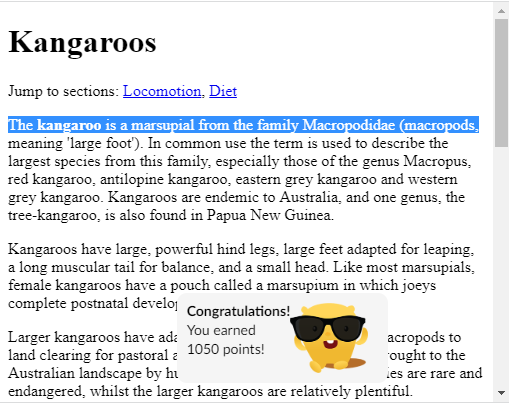 Kangaroos
Jump to sections: Locomotion, Diet
The kangaroo is a marsupial from the family Macropodidae (macropods,
meaning 'large foot'). In common use the term is used to describe the
largest species from this family, especially those of the genus Macropus,
red kangaroo, antilopine kangaroo, eastern grey kangaroo and western
grey kangaroo. Kangaroos are endemic to Australia, and one genus, the
tree-kangaroo, is also found in Papua New Guinea.
Kangaroos have large, powerful hind legs, large feet adapted for leaping,
a long muscular tail for balance, and a small head. Like most marsupials,
female kangaroos have a pouch called a marsupium in which joeys
complete postnatal
Larger kangaroos have to
land clearing for pastoral to the
Australian landscape by are rare and
endangered, whilst the larger kangaroos are relatively plentiful.
Congratulations!
You earned
1050 points!